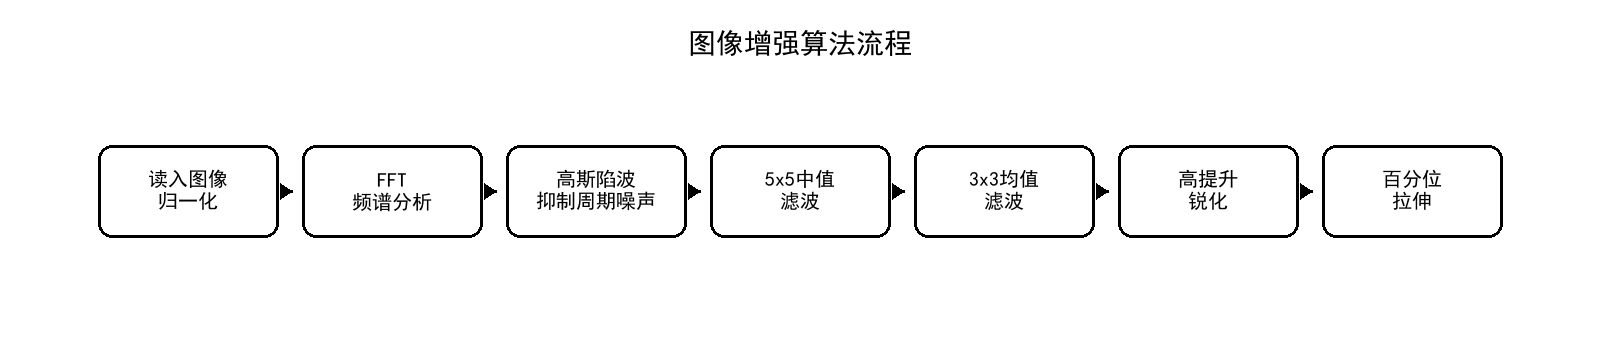 图像增强算法流程
读入图像
归一化
FFT
频谱分析
高斯陷波
抑制周期噪声
5x5中值
滤波
3x3均值
滤波
高提升
锐化
百分位
拉伸